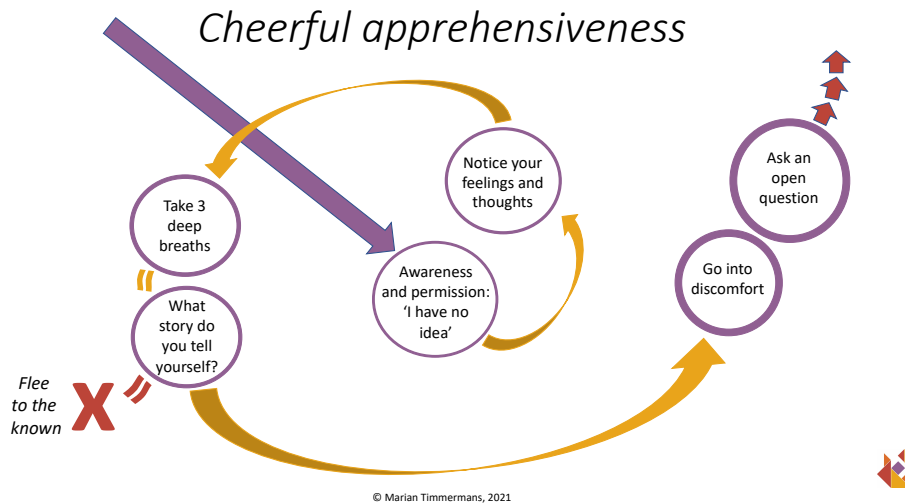 Cheerful apprehensiveness
Awareness
and permission:
‘I have no
idea’
Notice your
feelings and
thoughts
Take 3
deep
breaths
What
story do
you tell
yourself?
Flee
to the
known
X
Go into
discomfort
Ask an
open
question
© Marian Timmermans, 2021